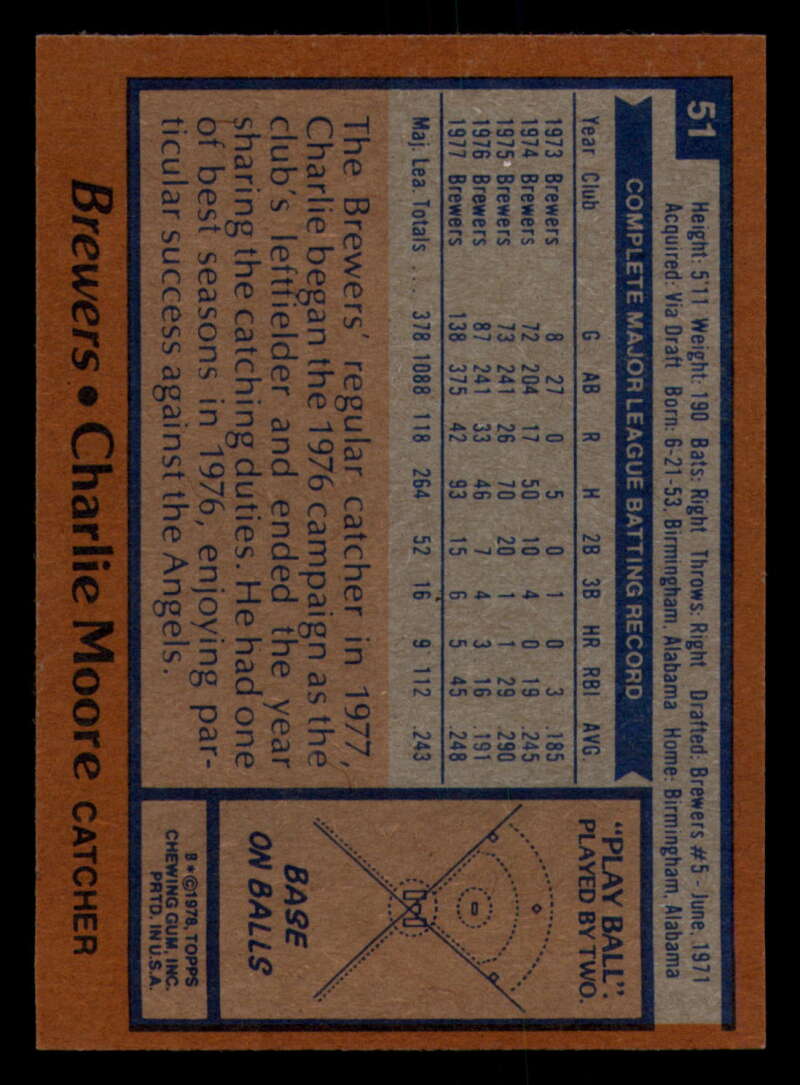 51
Height: 5'11 Weight: 190 Bats: Right Throws: Right Drafted: Brewers #5 - June, 1971
Acquired: Via Draft Born: 6-21-53, Birmingham, Alabama Home: Birmingham, Alabama
COMPLETE MAJOR LEAGUE BATTING RECORD
Year Club G AB R H 2B 3B HR RBI AVG
1973 Brewers 8 27 0 5 0 1 0 3 .185
1974 Brewers 72 204 17 50 10 4 0 19 .245
1975 Brewers 73 241 26 70 20 1 1 29 .290
1976 Brewers 87 241 33 46 7 4 3 16 .191
1977 Brewers 138 375 42 93 15 6 5 45 .248
Maj. Lea. Totals .... 378 1088 118 264 52 16 9 112 .243
The Brewers' regular catcher in 1977,
Charlie began the 1976 campaign as the
club's leftfielder and ended the year
sharing the catching duties. He had one
of best seasons in 1976, enjoying par-
ticular success against the Angels.
"PLAY BALL":
PLAYED BY TWO.
BASE
ON BALLS
B*©1978, TOPPS
CHEWING GUM, INC.
PRTD. IN U.S.A.
Brewers • Charlie Moore CATCHER